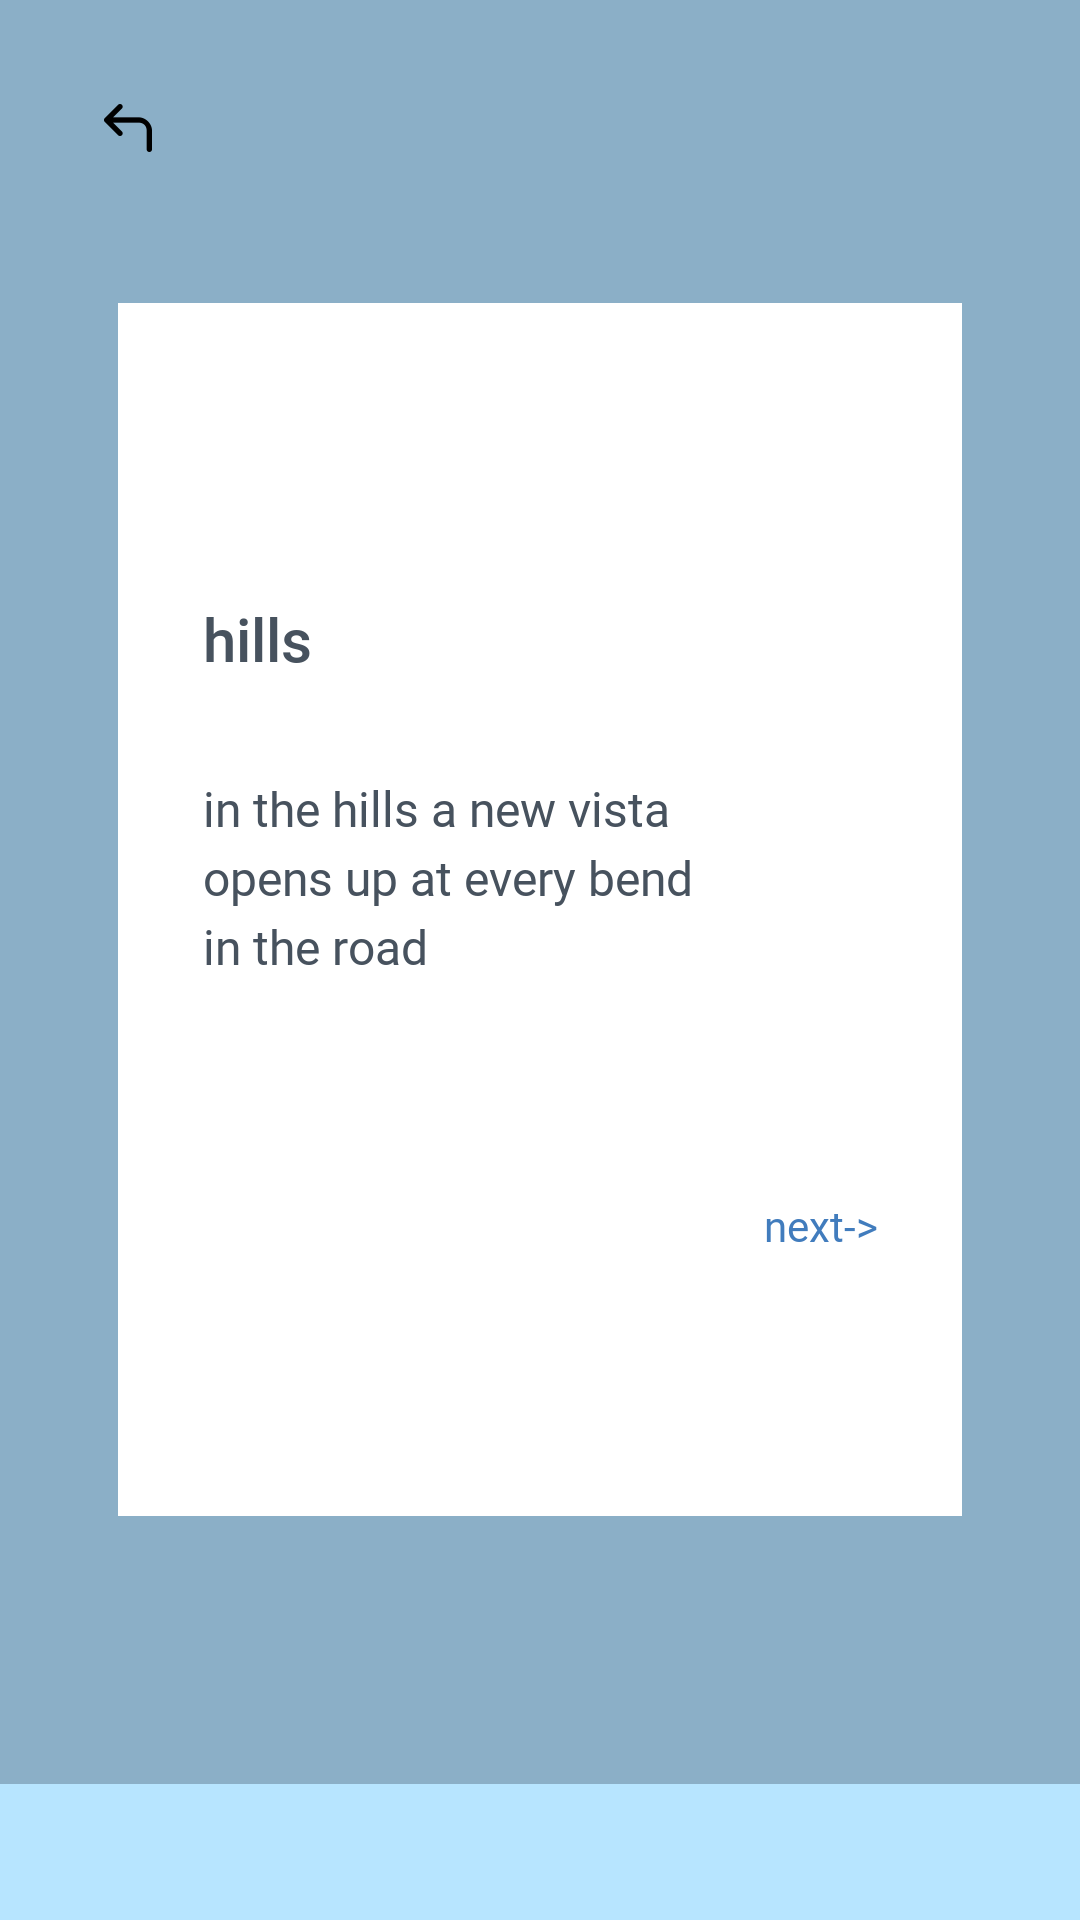 hills
in the hills a new vista
opens up at every bend
in the road
next->